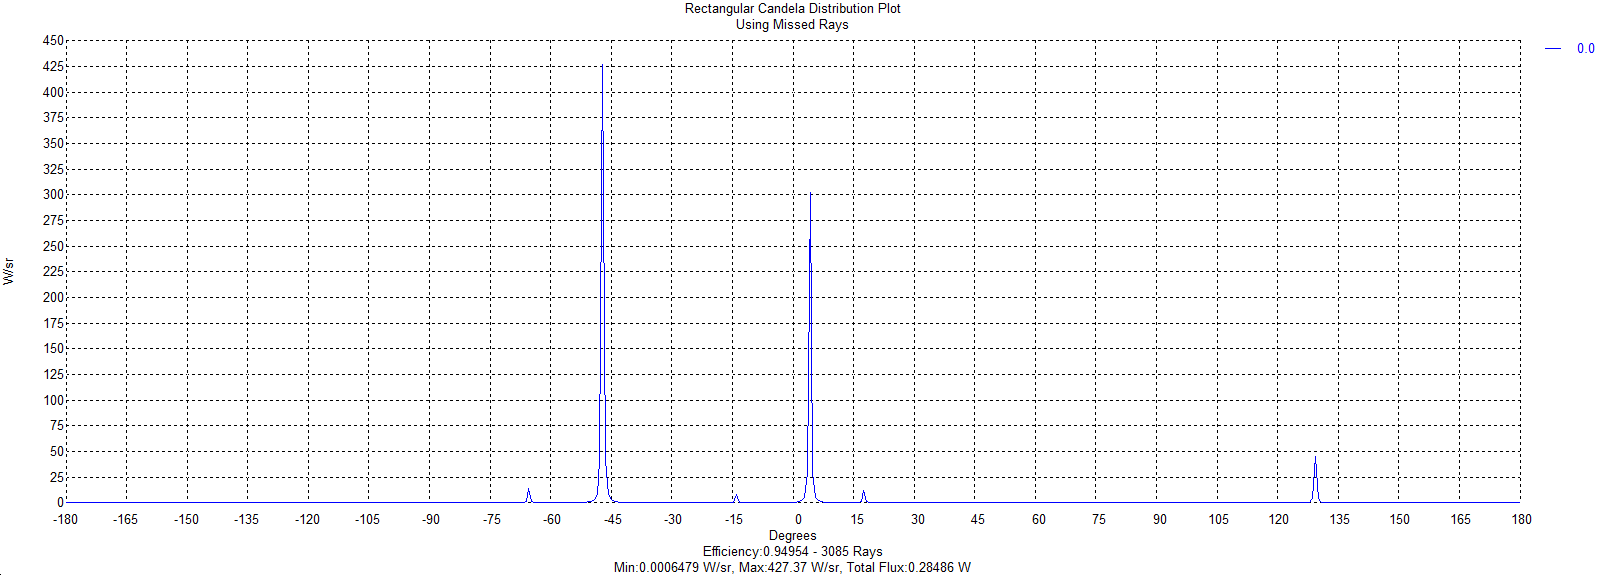 Rectangular Candela Distribution Plot
Using Missed Rays
0.0
450
425
400
375
350
325
300
275
250
225
200
175
150
125
100
75
50
25
0
W/sr
-180 -165 -150 -135 -120 -105 -90 -75 -60 -45 -30 -15 0 15 30 45 60 75 90 105 120 135 150 165 180
Degrees
Efficiency:0.94954 - 3085 Rays
Min:0.0006479 W/sr, Max:427.37 W/sr, Total Flux:0.28486 W